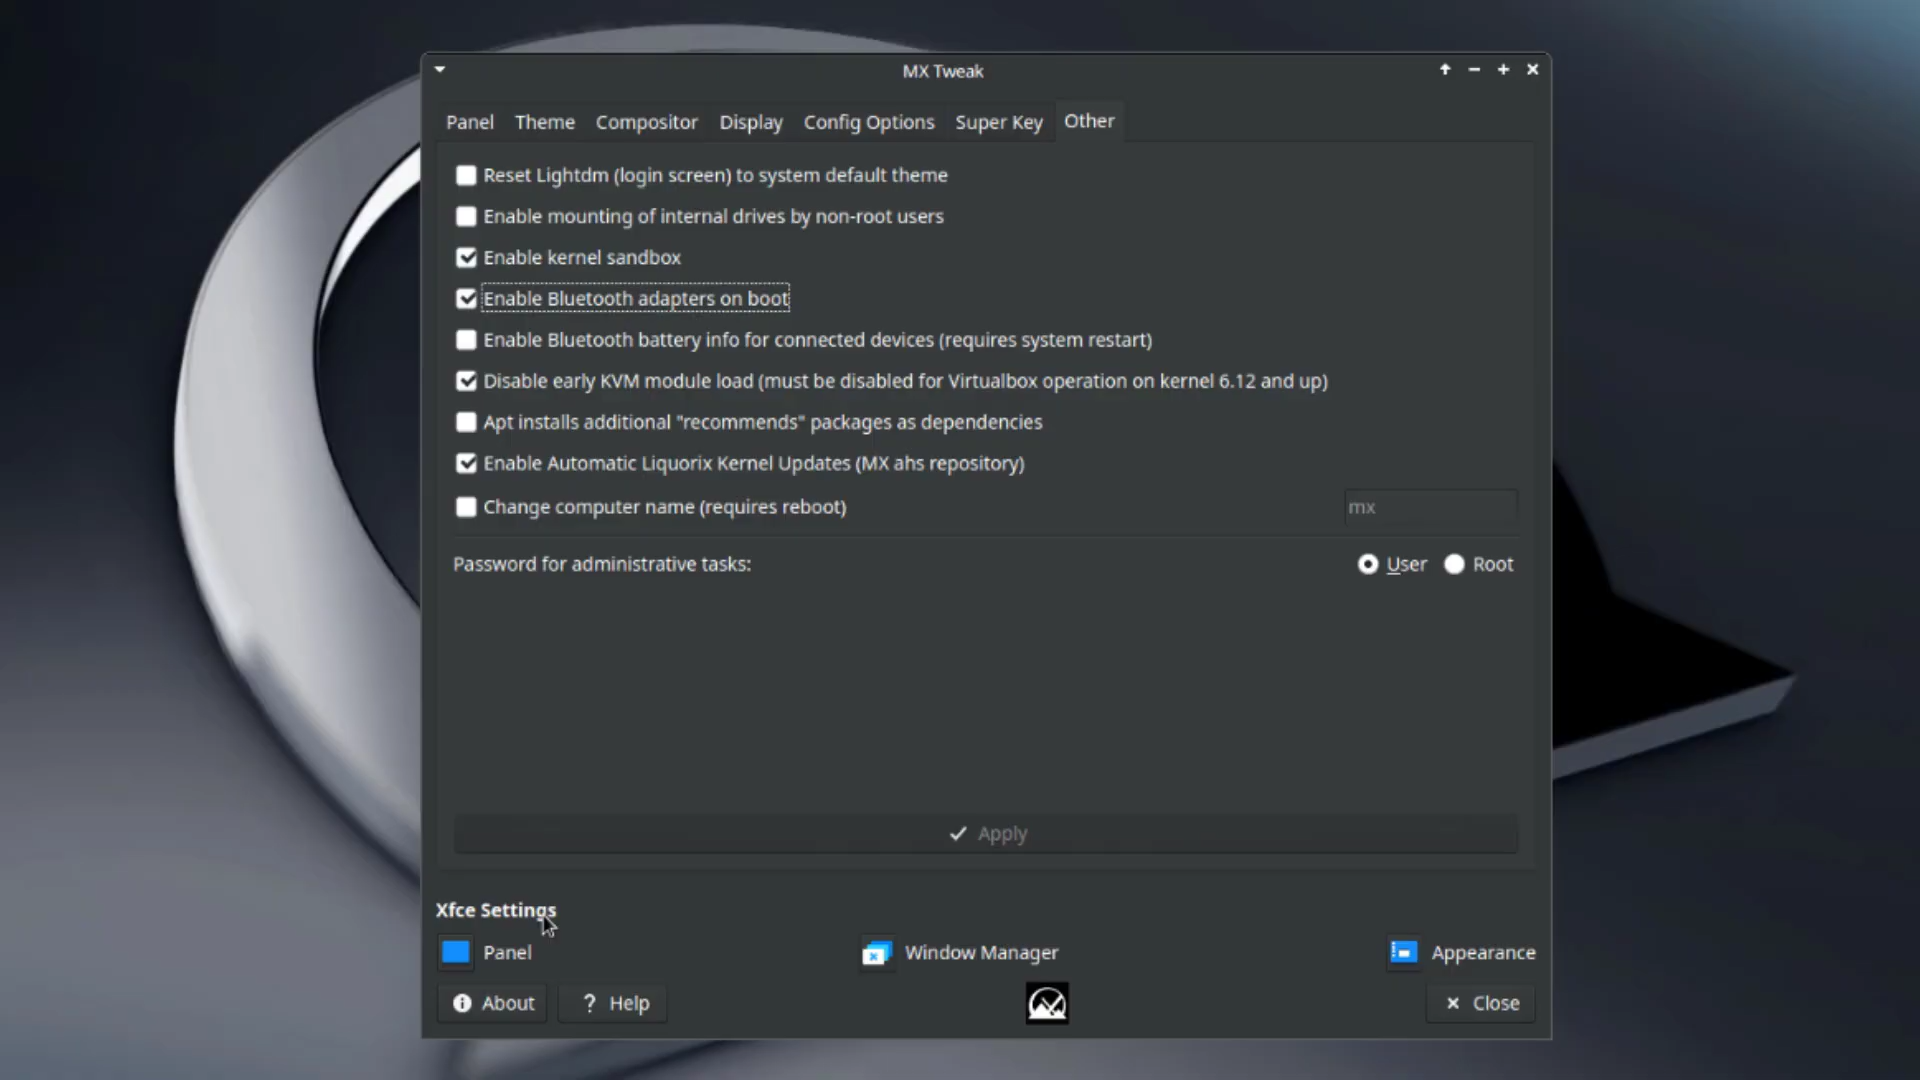 MX Tweak
Panel Theme Compositor Display Config Options Super Key Other
Reset Lightdm (login screen) to system default theme
Enable mounting of internal drives by non-root users
Enable kernel sandbox
Enable Bluetooth adapters on boot
Enable Bluetooth battery info for connected devices (requires system restart)
Disable early KVM module load (must be disabled for Virtualbox operation on kernel 6.12 and up)
Apt installs additional "recommends" packages as dependencies
Enable Automatic Liquorix Kernel Updates (MX ahs repository)
Change computer name (requires reboot) mx
Password for administrative tasks: User Root
Apply
Xfce Settings
Panel Window Manager Appearance
About ? Help Close